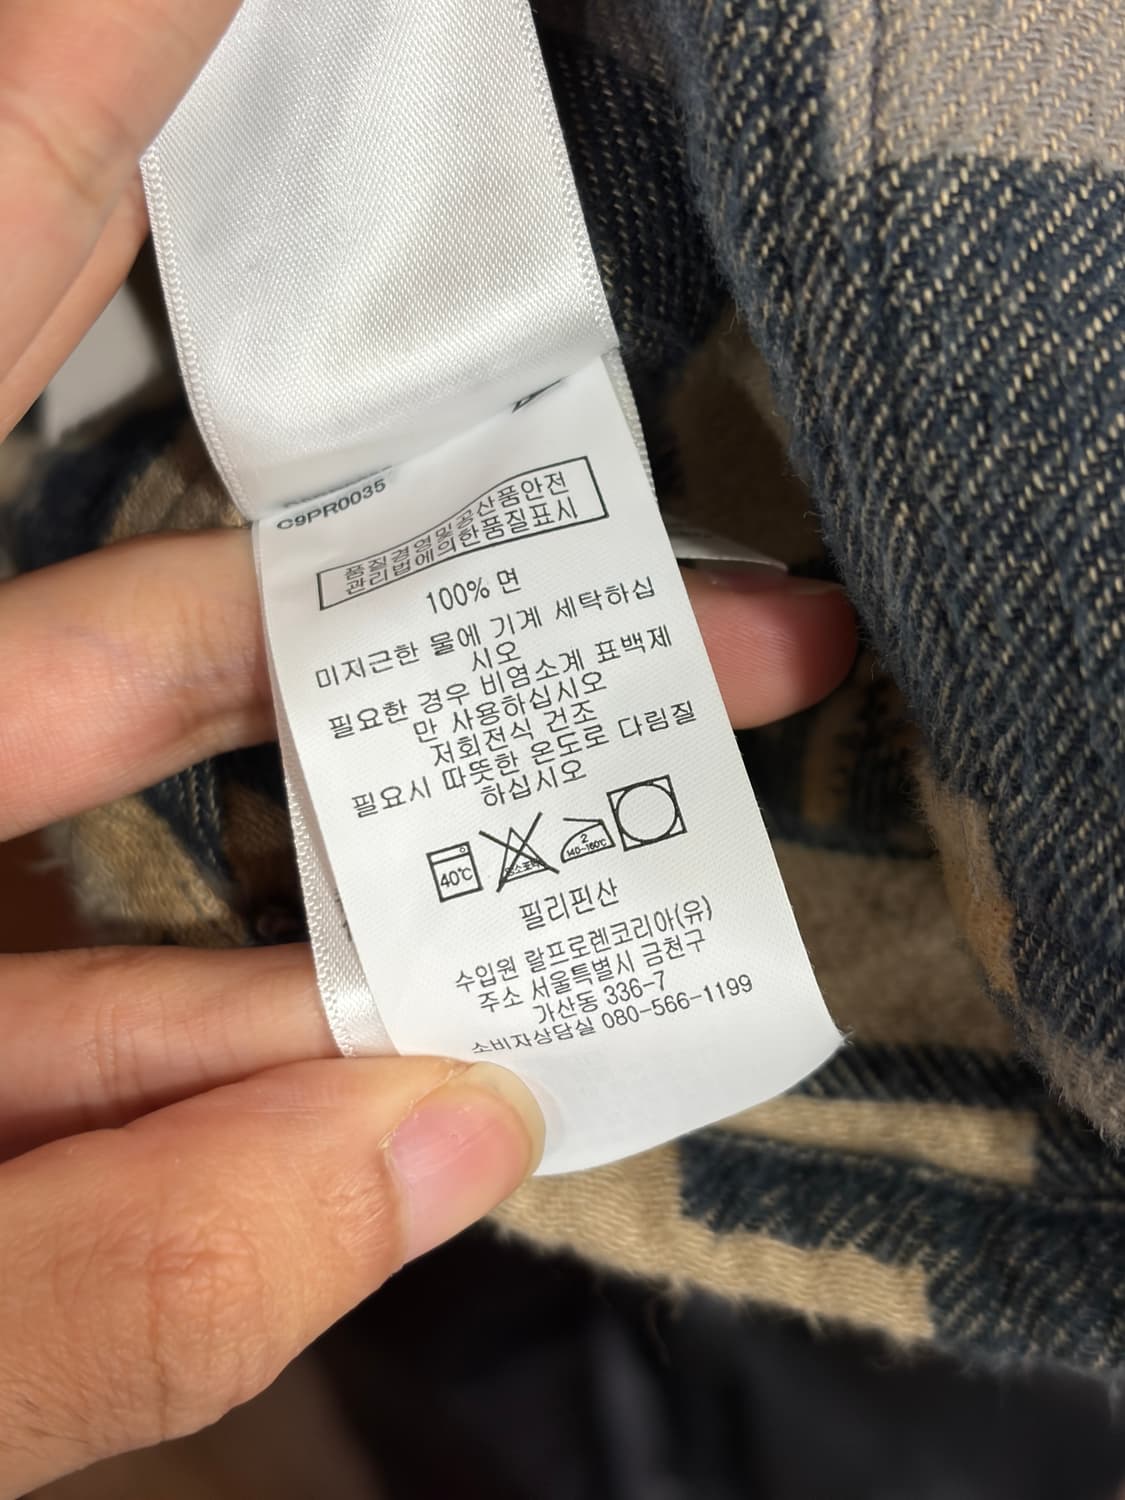 C9PR0035
품질경영및공산품안전
관리법에의한품질표시
100% 면
미지근한 물에 기계 세탁하십
시오
필요한 경우 비염소계 표백제
만 사용하십시오
저회전식 건조
필요시 따뜻한 온도로 다림질
하십시오
40℃
2
140~160℃
필리핀산
수입원 랄프로렌코리아(유)
주소 서울특별시 금천구
가산동 336-7
소비자상담실 080-566-1199